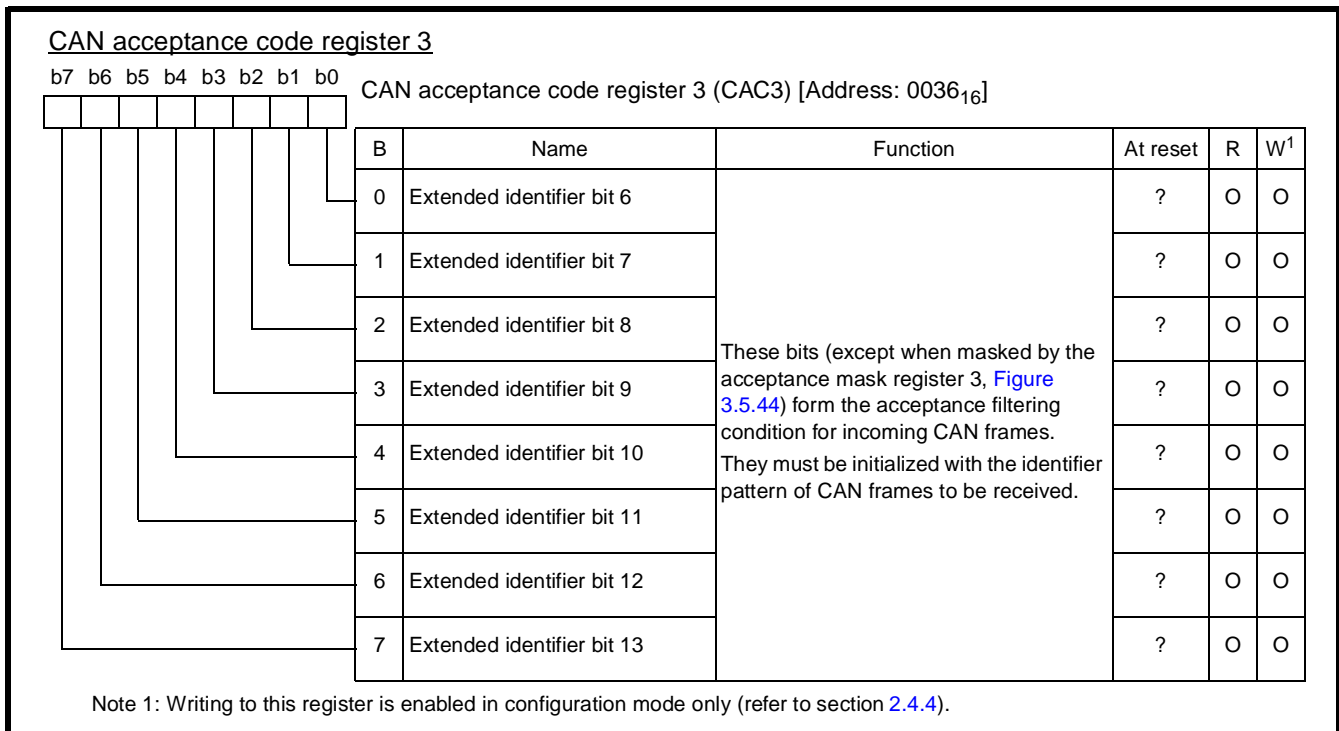 CAN acceptance code register 3
b7 b6 b5 b4 b3 b2 b1 b0
CAN acceptance code register 3 (CAC3) [Address: 0036₁₆]
B Name Function At reset R W¹
0 Extended identifier bit 6 ? O O
1 Extended identifier bit 7 ? O O
2 Extended identifier bit 8 ? O O
3 Extended identifier bit 9 ? O O
4 Extended identifier bit 10 ? O O
5 Extended identifier bit 11 ? O O
6 Extended identifier bit 12 ? O O
7 Extended identifier bit 13 ? O O
These bits (except when masked by the
acceptance mask register 3, Figure
3.5.44) form the acceptance filtering
condition for incoming CAN frames.
They must be initialized with the identifier
pattern of CAN frames to be received.
Note 1: Writing to this register is enabled in configuration mode only (refer to section 2.4.4).